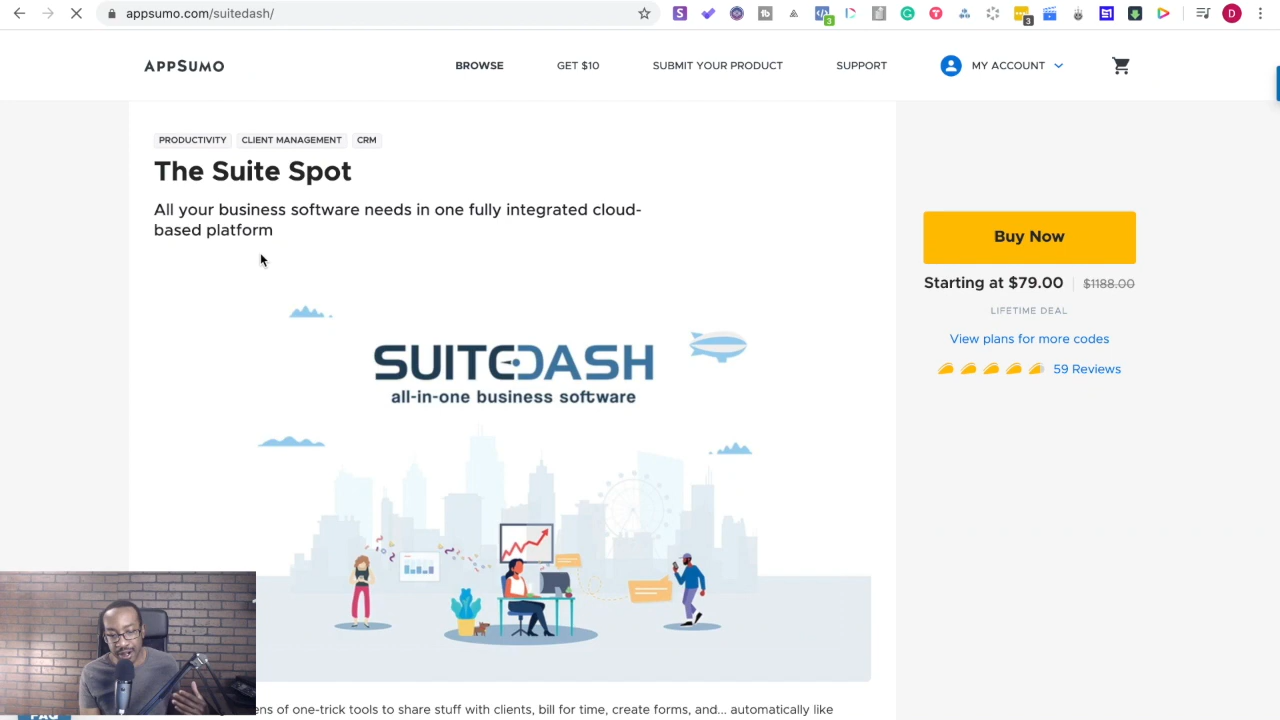 appsumo.com/suitedash/
3
3
D
APPSUMO
BROWSE
GET $10
SUBMIT YOUR PRODUCT
SUPPORT
MY ACCOUNT
PRODUCTIVITY
CLIENT MANAGEMENT
CRM
The Suite Spot
All your business software needs in one fully integrated cloud-
based platform
Buy Now
Starting at $79.00
$1188.00
LIFETIME DEAL
View plans for more codes
59 Reviews
SUITEDASH
all-in-one business software
of one-trick tools to share stuff with clients, bill for time, create forms, and... automatically like
FAQ